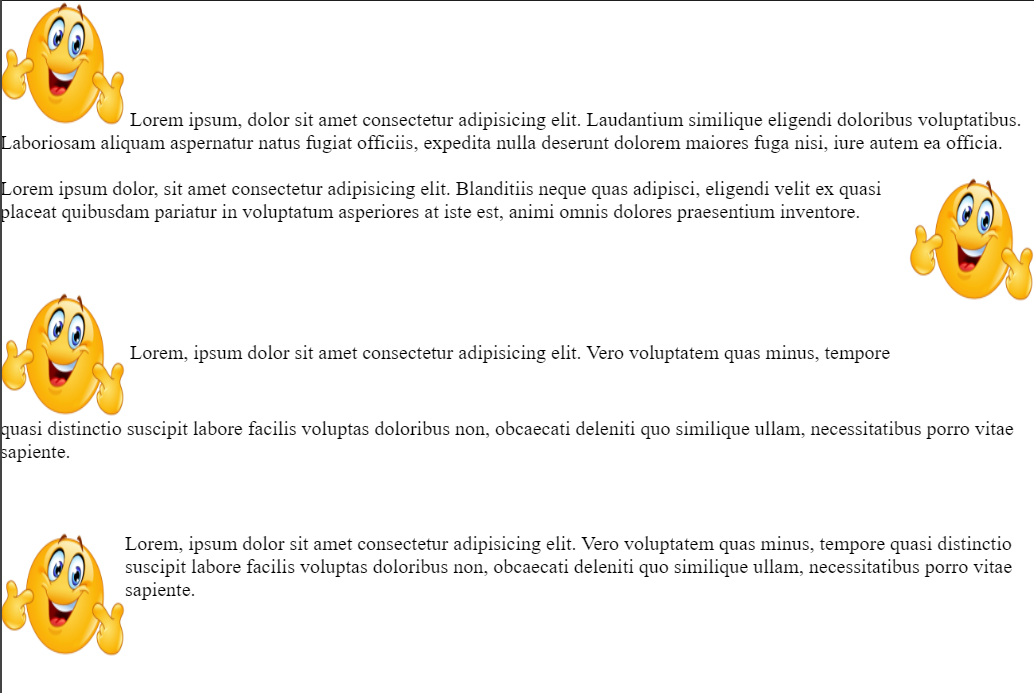 Lorem ipsum, dolor sit amet consectetur adipisicing elit. Laudantium similique eligendi doloribus voluptatibus.
Laboriosam aliquam aspernatur natus fugiat officiis, expedita nulla deserunt dolorem maiores fuga nisi, iure autem ea officia.
Lorem ipsum dolor, sit amet consectetur adipisicing elit. Blanditiis neque quas adipisci, eligendi velit ex quasi
placeat quibusdam pariatur in voluptatum asperiores at iste est, animi omnis dolores praesentium inventore.
Lorem, ipsum dolor sit amet consectetur adipisicing elit. Vero voluptatem quas minus, tempore
quasi distinctio suscipit labore facilis voluptas doloribus non, obcaecati deleniti quo similique ullam, necessitatibus porro vitae
sapiente.
Lorem, ipsum dolor sit amet consectetur adipisicing elit. Vero voluptatem quas minus, tempore quasi distinctio
suscipit labore facilis voluptas doloribus non, obcaecati deleniti quo similique ullam, necessitatibus porro vitae
sapiente.